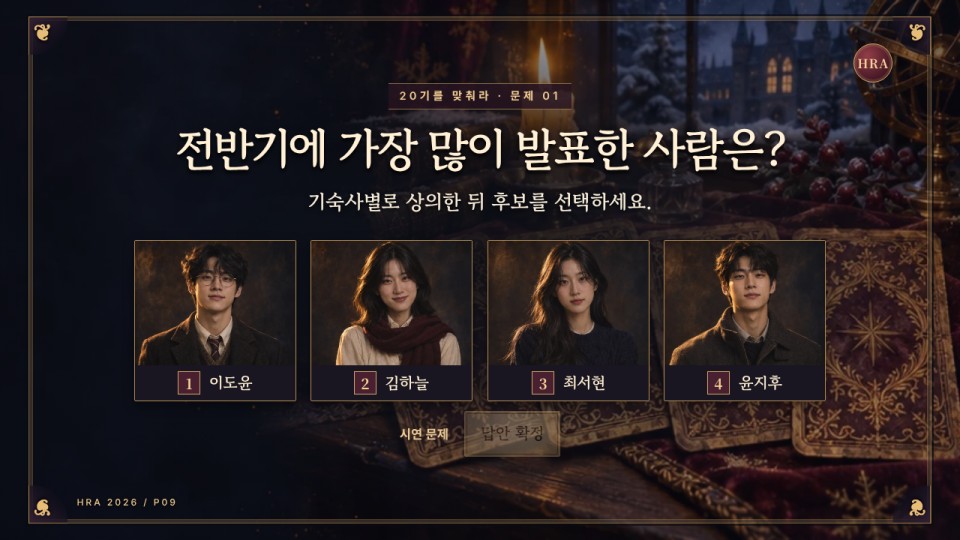 HRA
20기를 맞춰라 · 문제 01
전반기에 가장 많이 발표한 사람은?
기숙사별로 상의한 뒤 후보를 선택하세요.
1 이도윤
2 김하늘
3 최서현
4 윤지후
시연 문제
답안 확정
HRA 2026 / P09